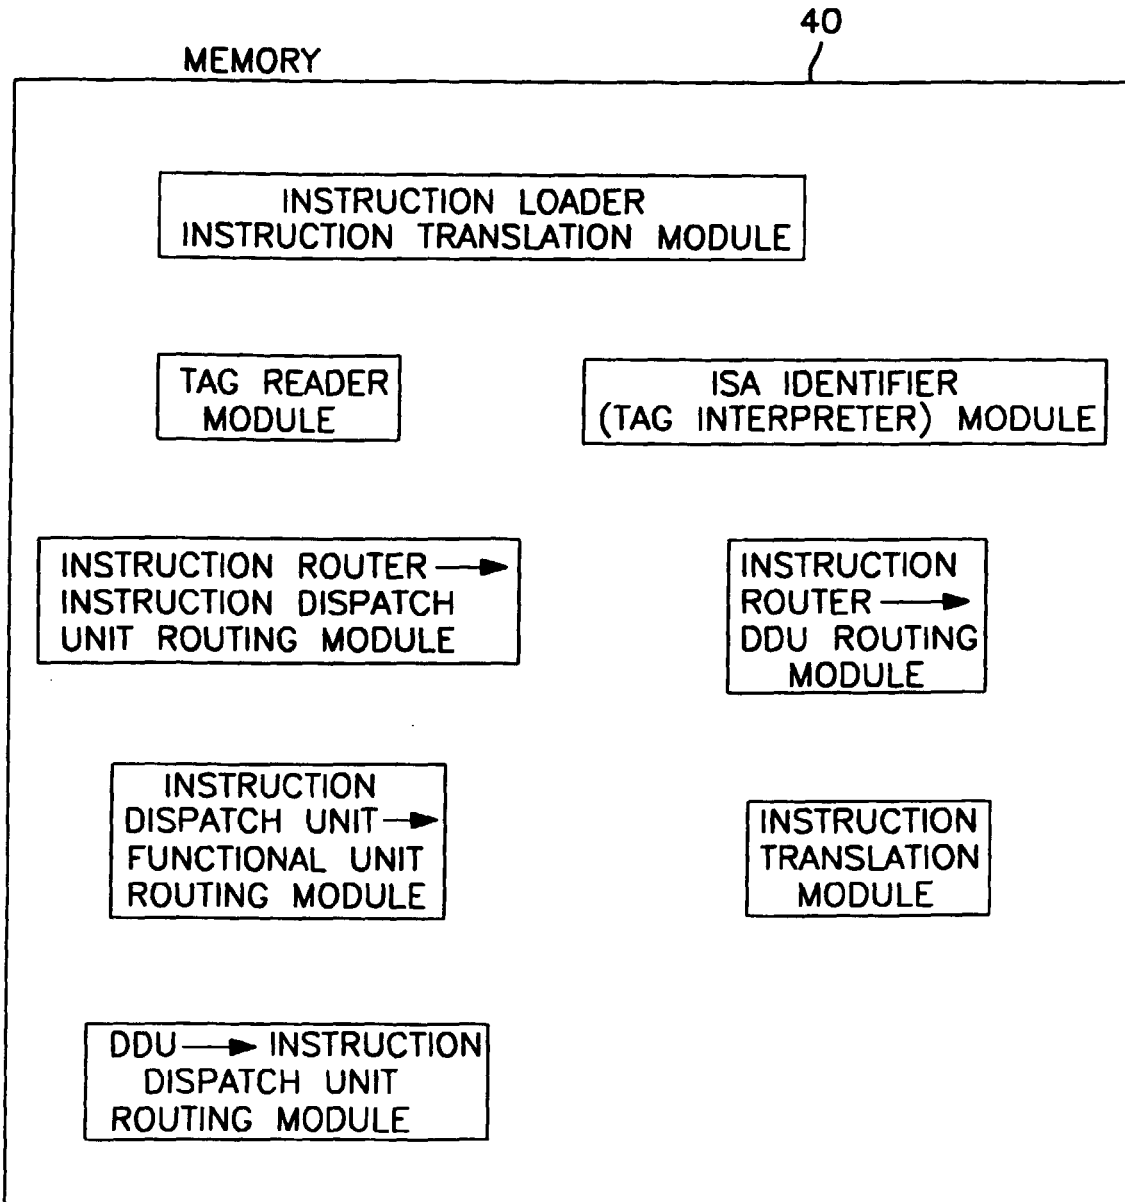 40
MEMORY
INSTRUCTION LOADER
INSTRUCTION TRANSLATION MODULE
TAG READER
MODULE
ISA IDENTIFIER
(TAG INTERPRETER) MODULE
INSTRUCTION ROUTER →
INSTRUCTION DISPATCH
UNIT ROUTING MODULE
INSTRUCTION
ROUTER →
DDU ROUTING
MODULE
INSTRUCTION
DISPATCH UNIT →
FUNCTIONAL UNIT
ROUTING MODULE
INSTRUCTION
TRANSLATION
MODULE
DDU → INSTRUCTION
DISPATCH UNIT
ROUTING MODULE